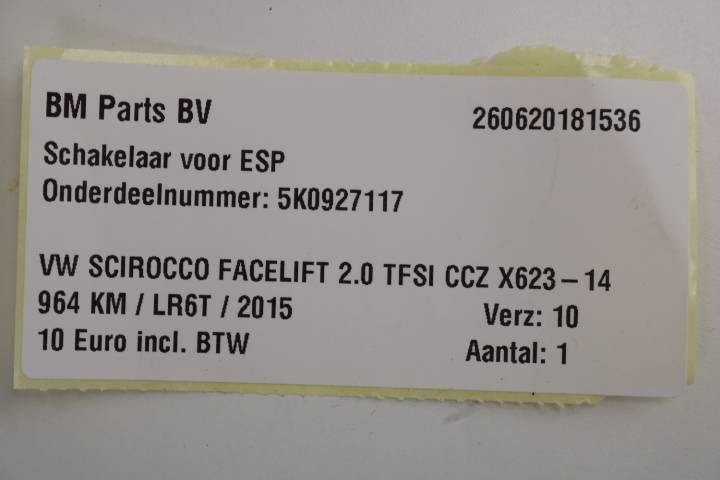 BM Parts BV 260620181536
Schakelaar voor ESP
Onderdeelnummer: 5K0927117
VW SCIROCCO FACELIFT 2.0 TFSI CCZ X623-14
964 KM / LR6T / 2015 Verz: 10
10 Euro incl. BTW Aantal: 1